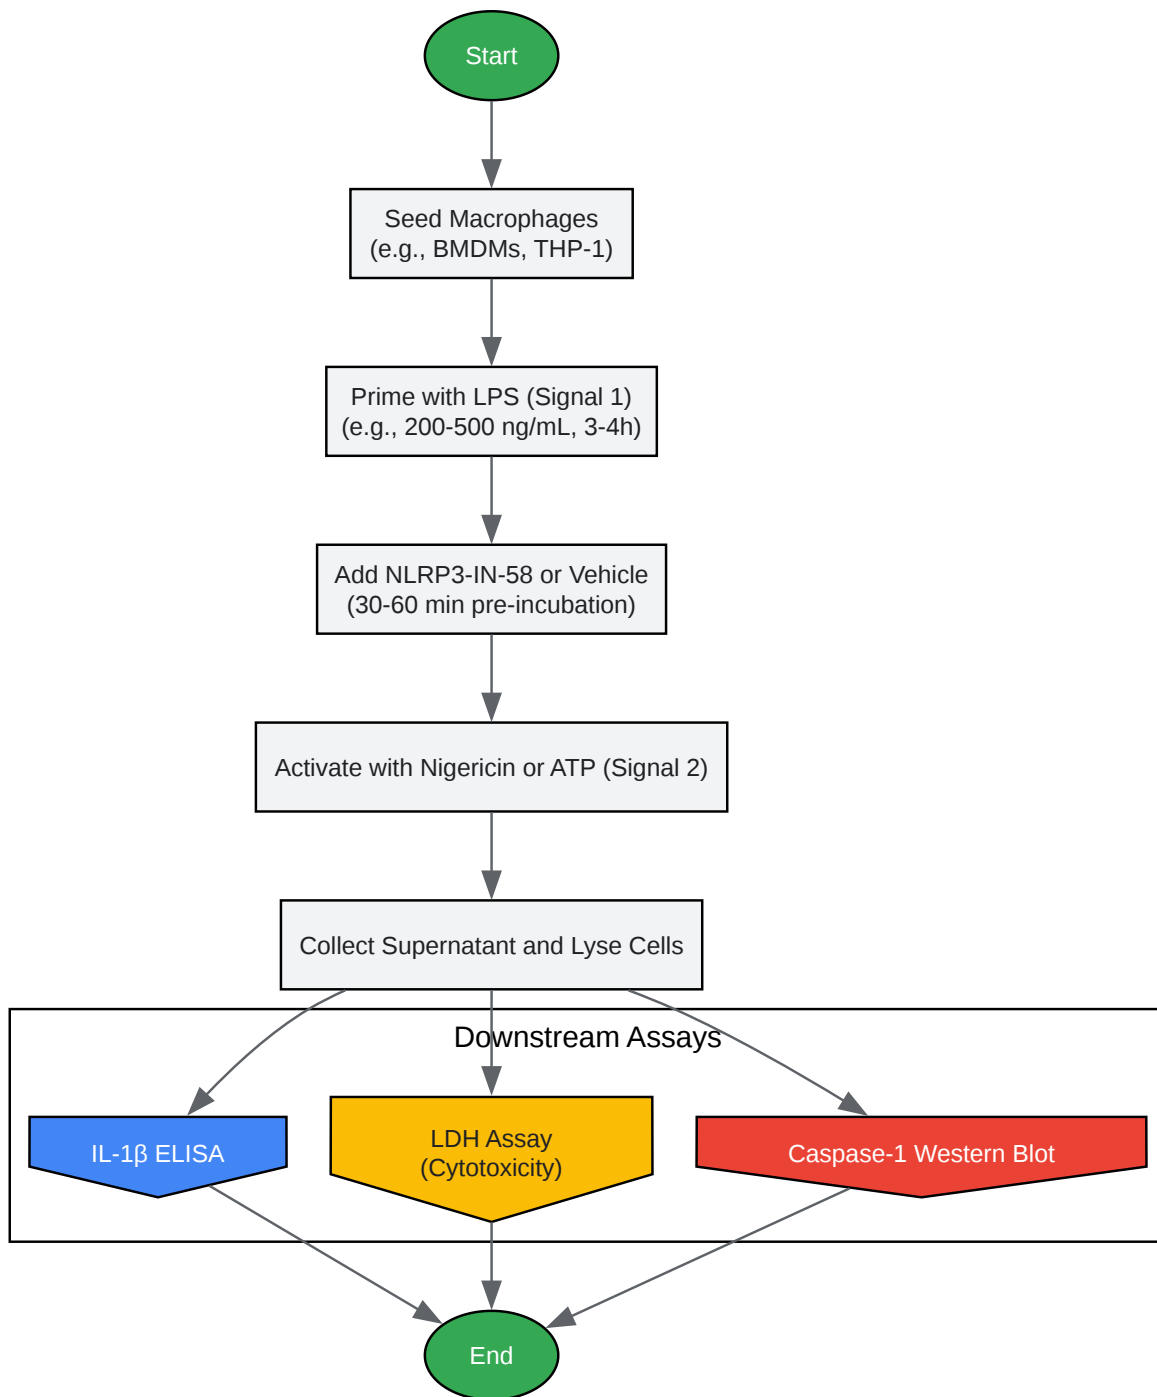 Start
Seed Macrophages
(e.g., BMDMs, THP-1)
Prime with LPS (Signal 1)
(e.g., 200-500 ng/mL, 3-4h)
Add NLRP3-IN-58 or Vehicle
(30-60 min pre-incubation)
Activate with Nigericin or ATP (Signal 2)
Collect Supernatant and Lyse Cells
Downstream Assays
IL-1β ELISA
LDH Assay
(Cytotoxicity)
Caspase-1 Western Blot
End